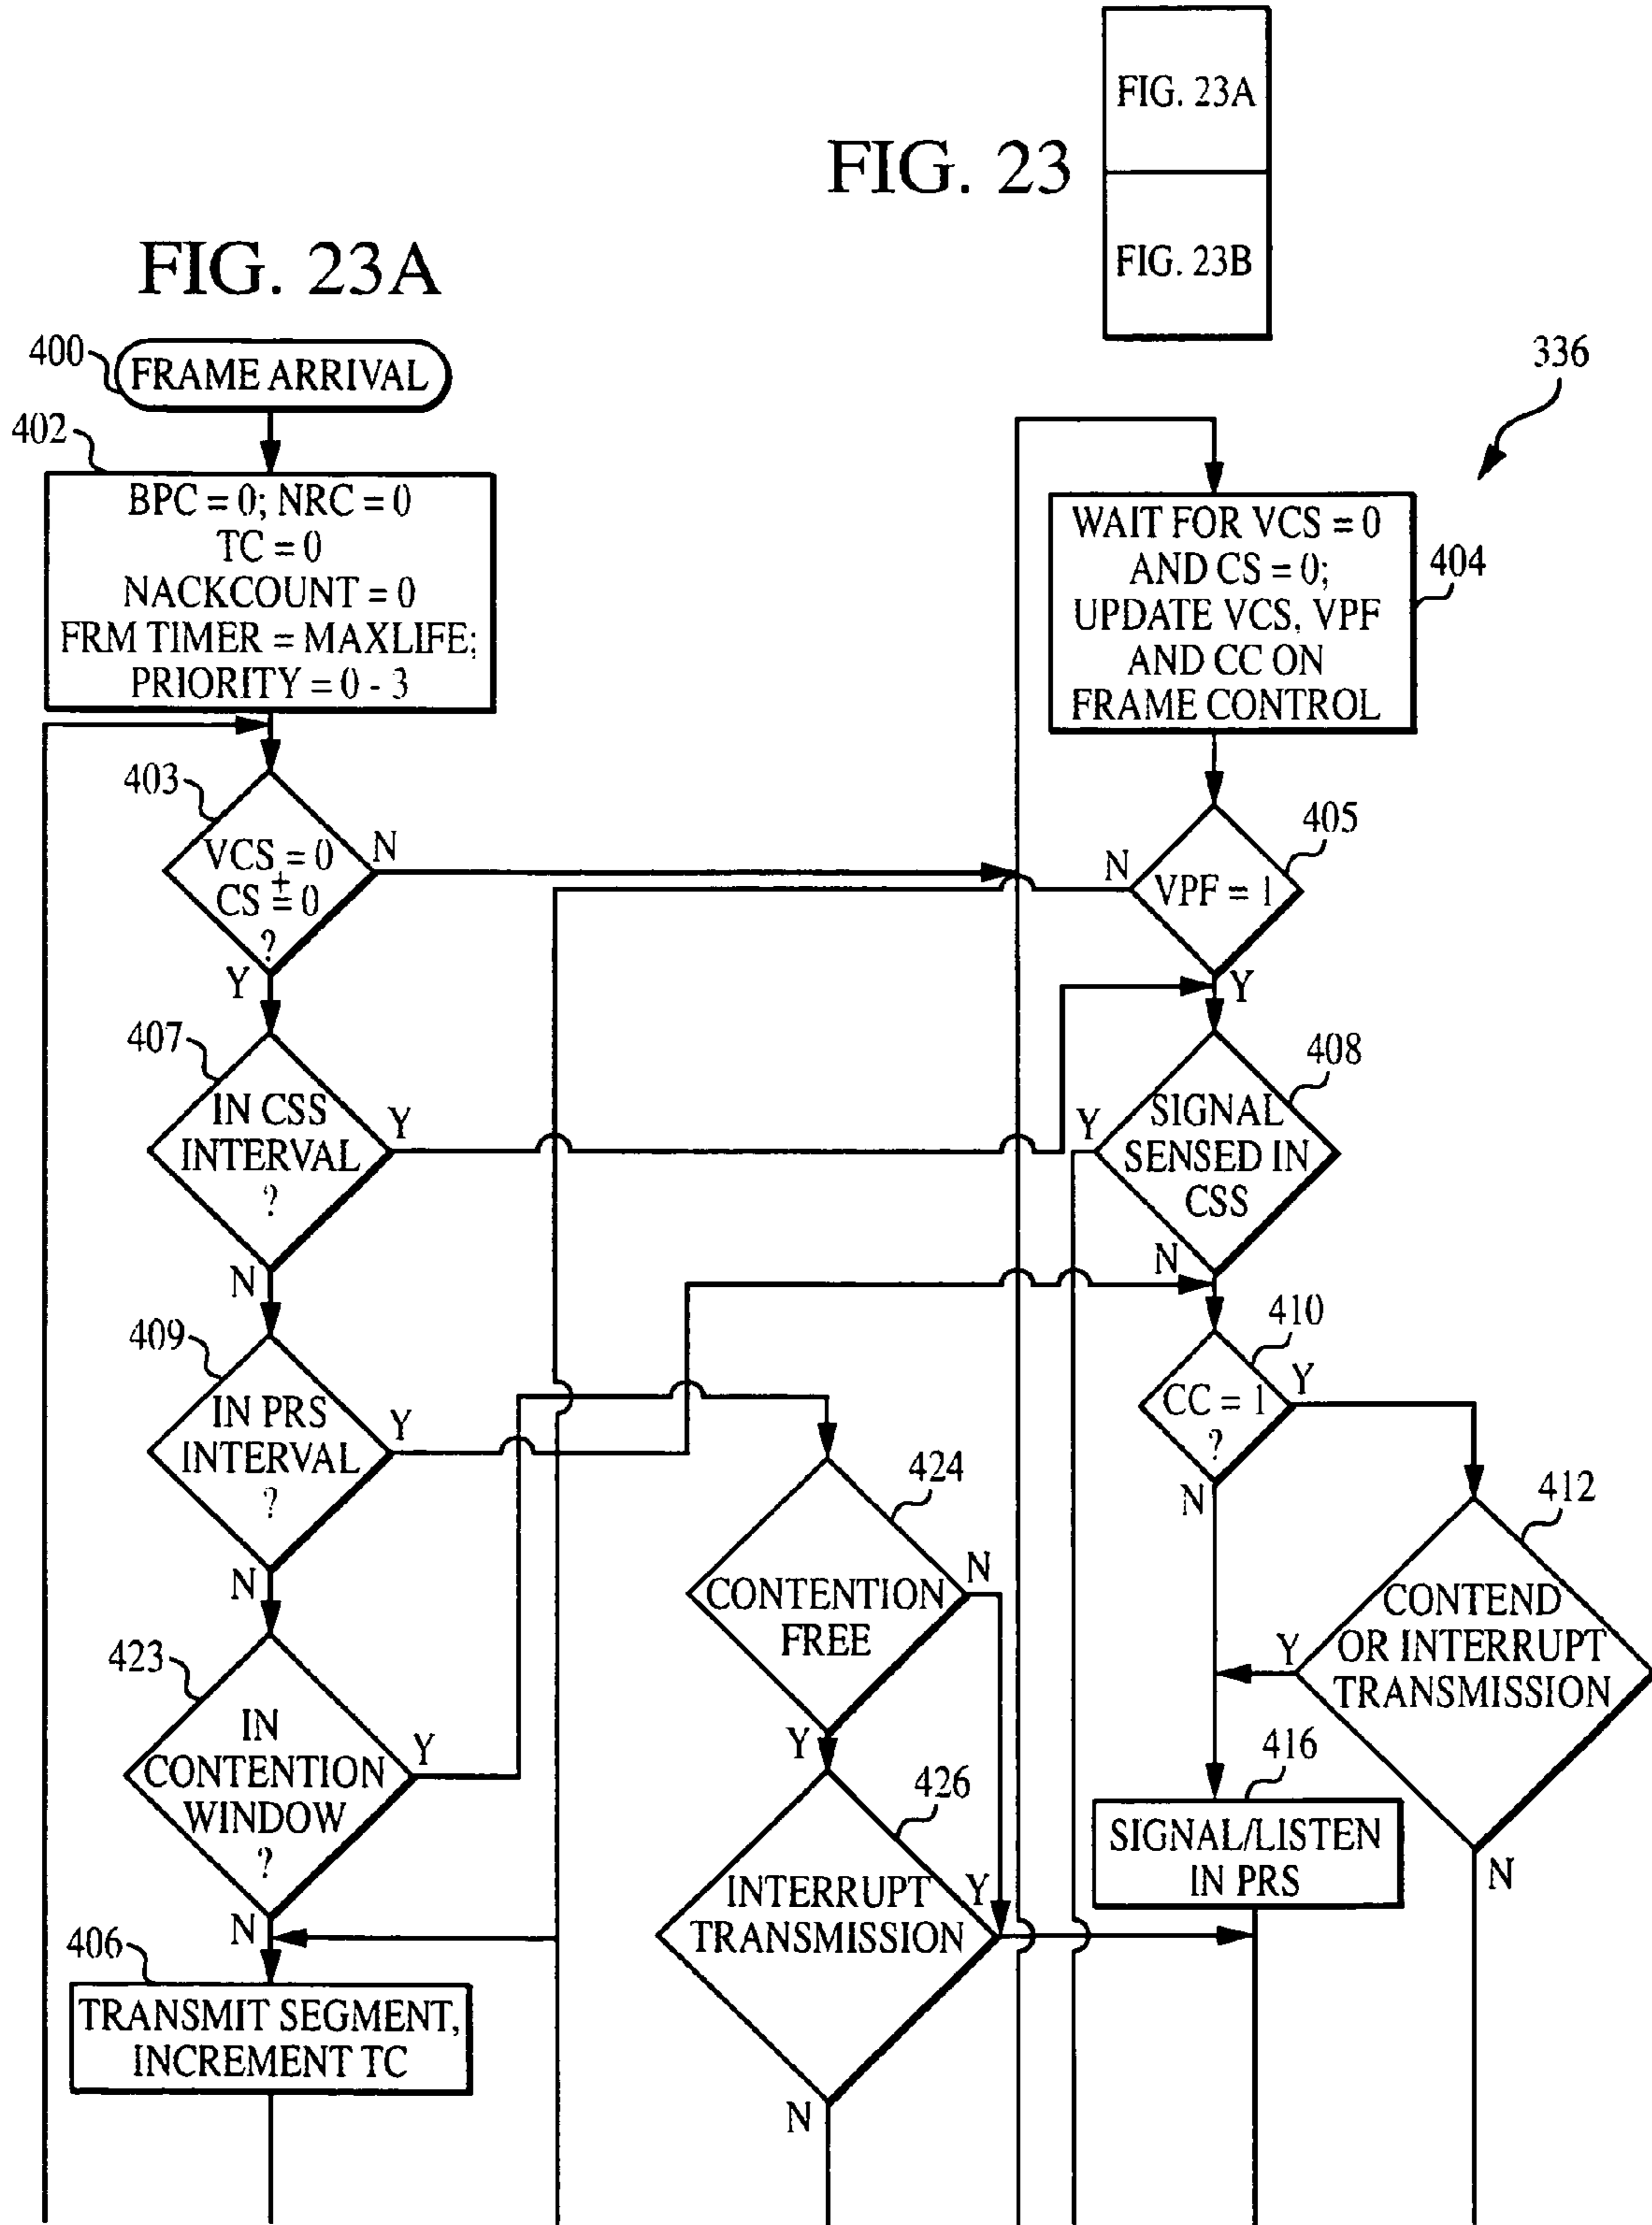 FIG. 23
FIG. 23A
FIG. 23B
FIG. 23A
336
400
FRAME ARRIVAL
402
BPC = 0; NRC = 0
TC = 0
NACKCOUNT = 0
FRM TIMER = MAXLIFE;
PRIORITY = 0 - 3
WAIT FOR VCS = 0
AND CS = 0;
UPDATE VCS, VPF
AND CC ON
FRAME CONTROL
404
403
VCS = 0
+
CS = 0
?
N
Y
405
N
VPF = 1
Y
407
IN CSS
INTERVAL
?
Y
N
408
Y
SIGNAL
SENSED IN
CSS
N
409
IN PRS
INTERVAL
?
Y
N
410
CC = 1
?
Y
N
424
CONTENTION
FREE
N
Y
412
CONTEND
OR INTERRUPT
TRANSMISSION
Y
N
423
IN
CONTENTION
WINDOW
?
Y
N
426
INTERRUPT
TRANSMISSION
Y
N
416
SIGNAL/LISTEN
IN PRS
406
TRANSMIT SEGMENT,
INCREMENT TC